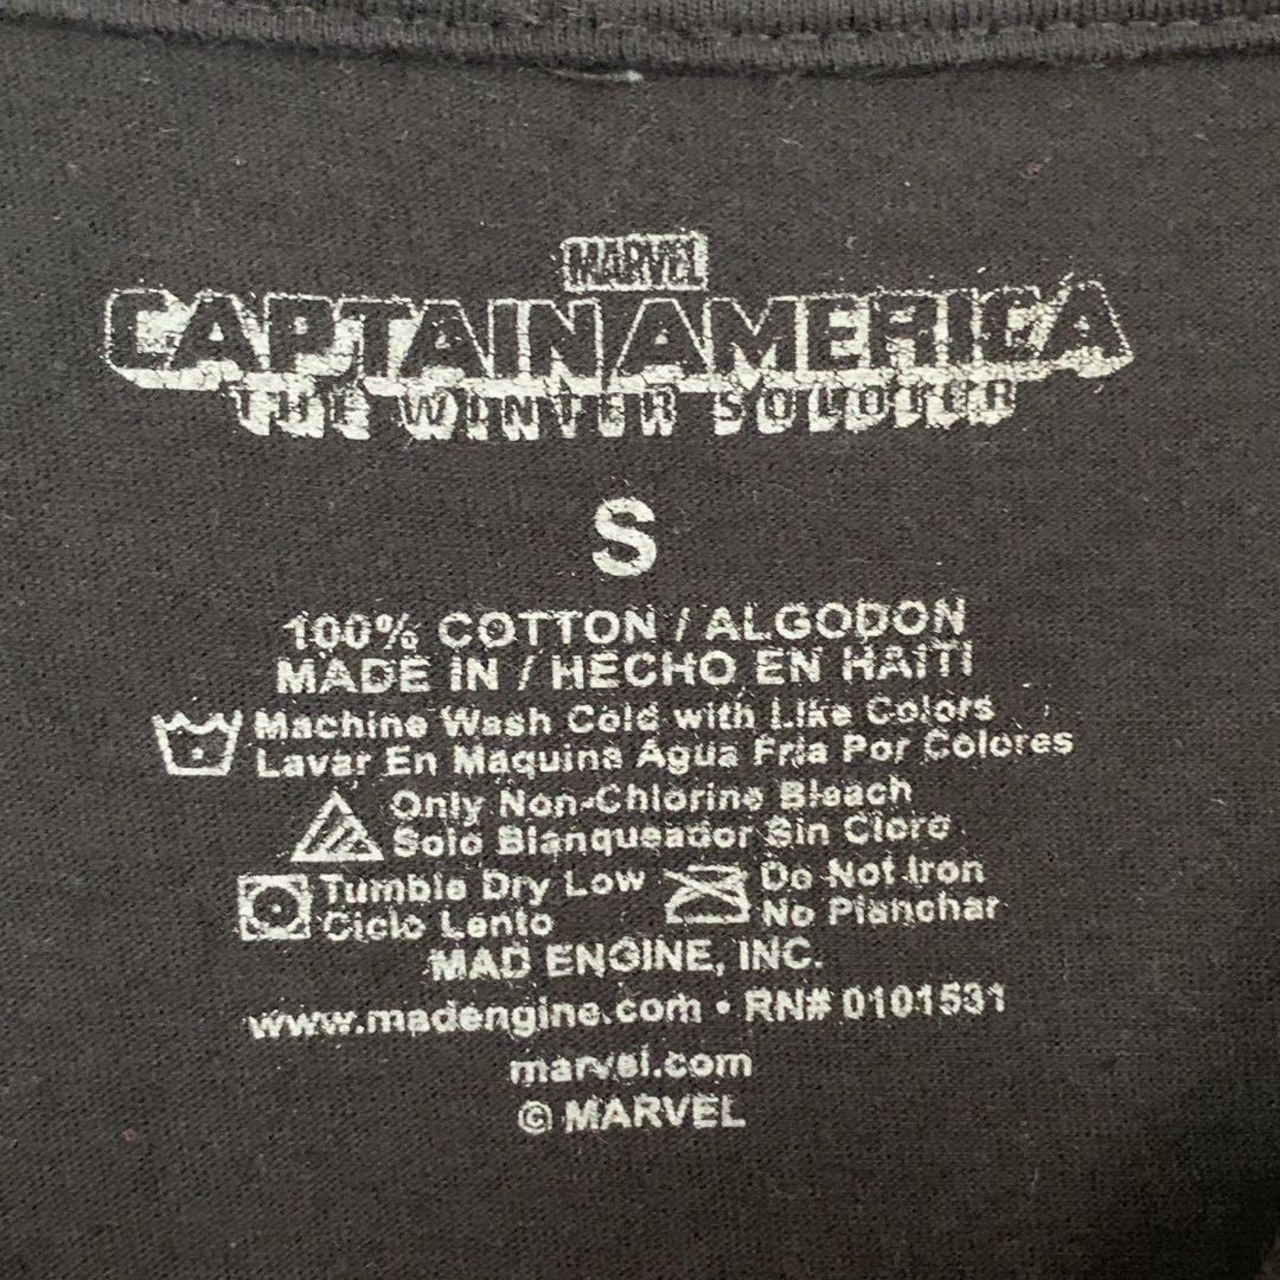 MARVEL
CAPTAIN AMERICA
THE WINTER SOLDIER
S
100% COTTON / ALGODON
MADE IN / HECHO EN HAITI
Machine Wash Cold with Like Colors
Lavar En Maquina Agua Fria Por Colores
Only Non-Chlorine Bleach
Solo Blanqueador Sin Cloro
Tumble Dry Low
Ciclo Lento
Do Not Iron
No Planchar
MAD ENGINE, INC.
www.madengine.com • RN# 0101531
marvel.com
© MARVEL